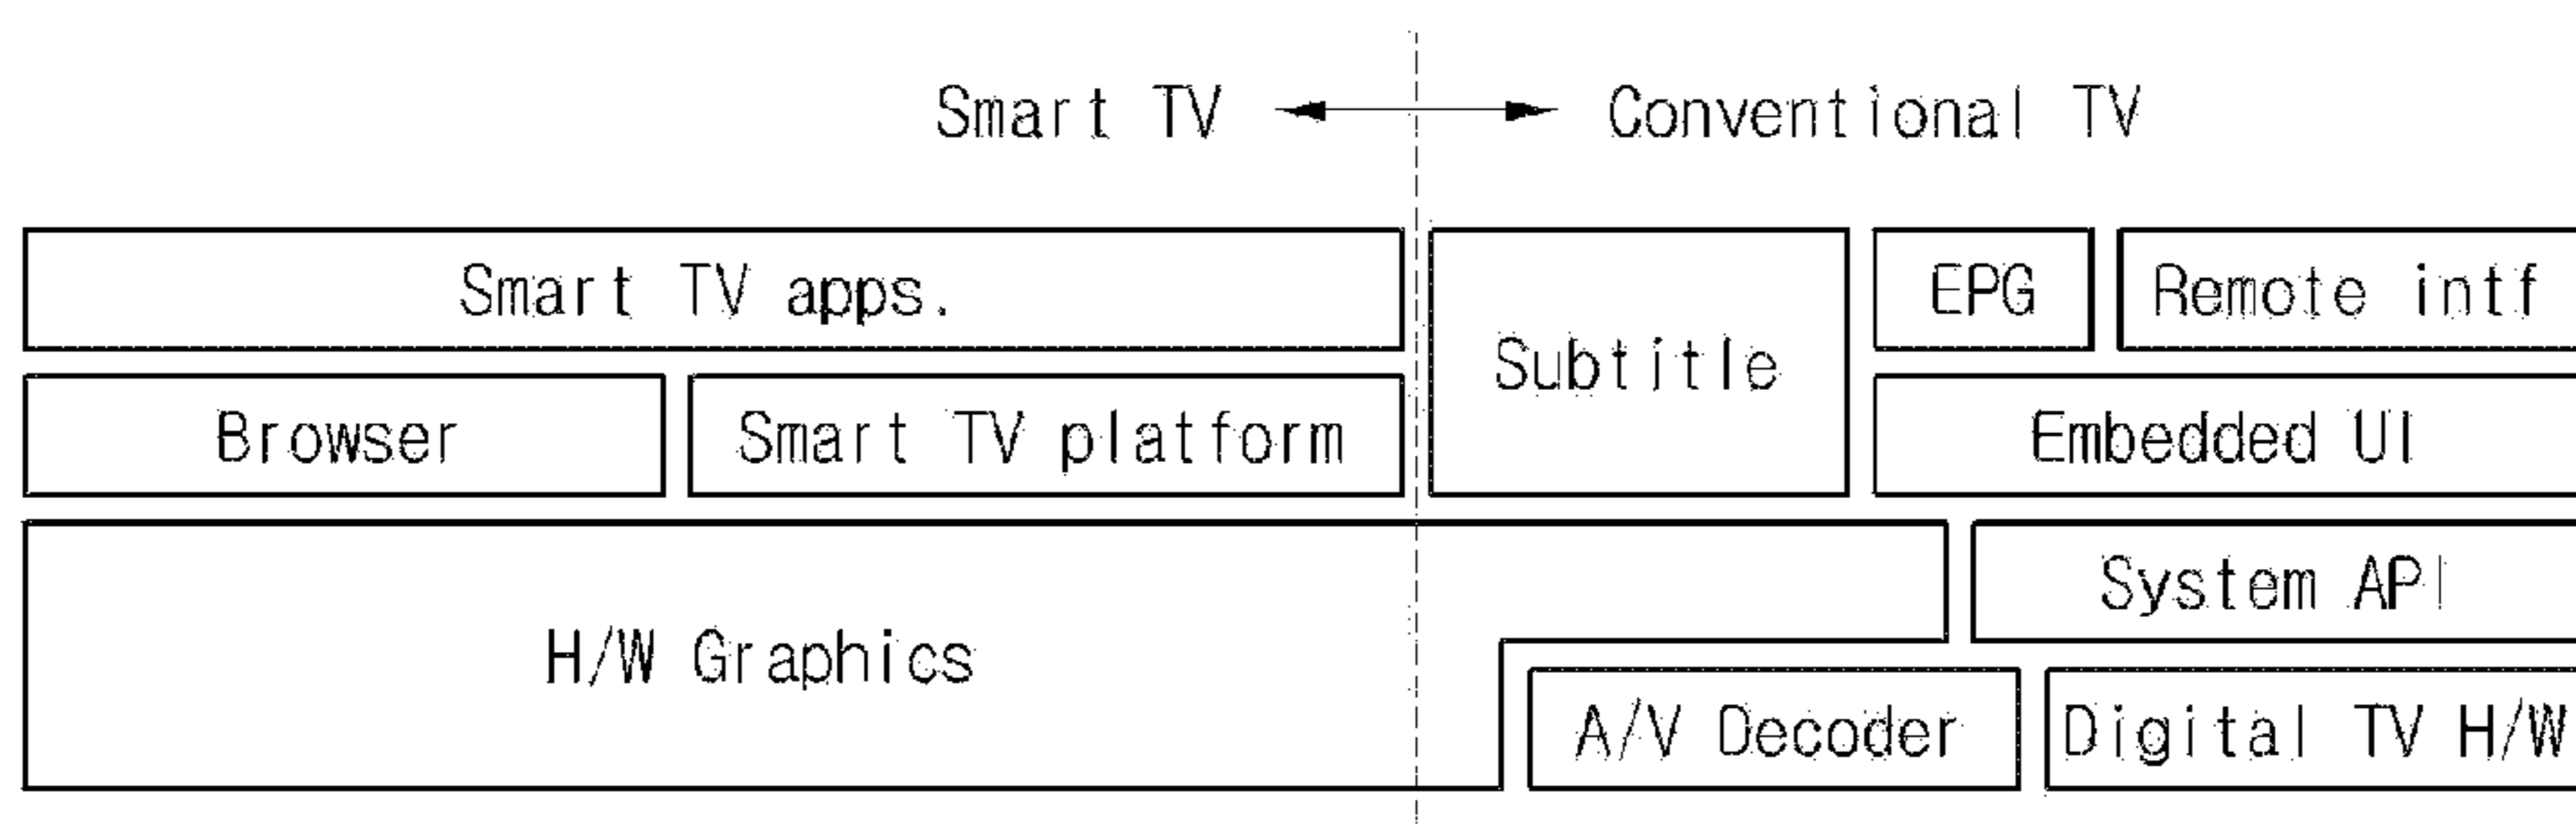 Smart TV Conventional TV
Smart TV apps.
Subtitle
EPG
Remote intf
Browser
Smart TV platform
Embedded UI
H/W Graphics
System API
A/V Decoder
Digital TV H/W